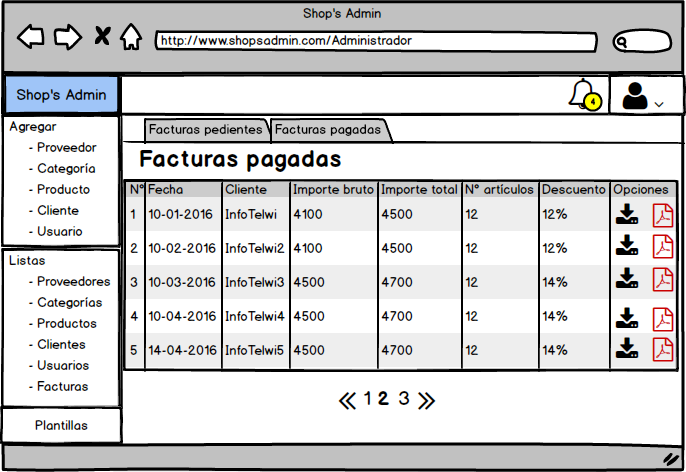 Shop's Admin
http://www.shopsadmin.com/Administrador
Shop's Admin
4
Agregar
- Proveedor
- Categoría
- Producto
- Cliente
- Usuario
Listas
- Proveedores
- Categorías
- Productos
- Clientes
- Usuarios
- Facturas
Plantillas
Facturas pedientes Facturas pagadas
Facturas pagadas
N° Fecha Cliente Importe bruto Importe total N° artículos Descuento Opciones
1 10-01-2016 InfoTelwi 4100 4500 12 12%
2 10-02-2016 InfoTelwi2 4100 4500 12 12%
3 10-03-2016 InfoTelwi3 4500 4700 12 14%
4 10-04-2016 InfoTelwi4 4500 4700 12 14%
5 14-04-2016 InfoTelwi5 4500 4700 12 14%
« 1 2 3 »